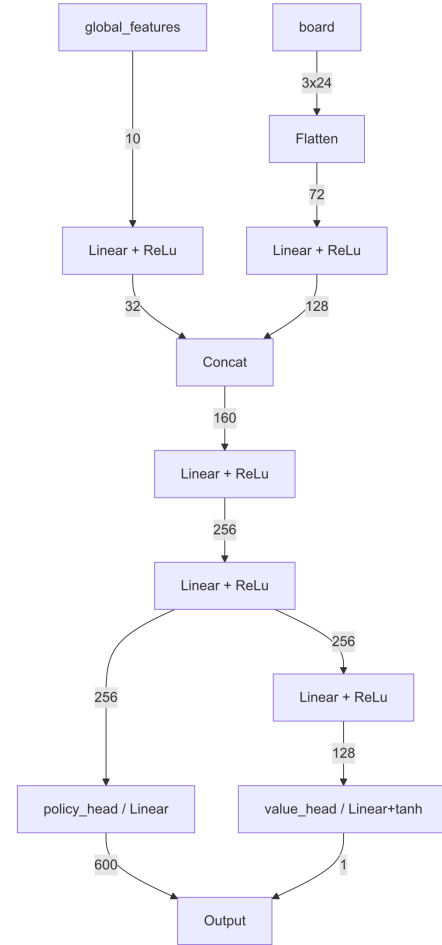 global_features
board
3x24
10
Flatten
72
Linear + ReLu
Linear + ReLu
32
128
Concat
160
Linear + ReLu
256
Linear + ReLu
256
256
Linear + ReLu
128
policy_head / Linear
value_head / Linear+tanh
600
1
Output